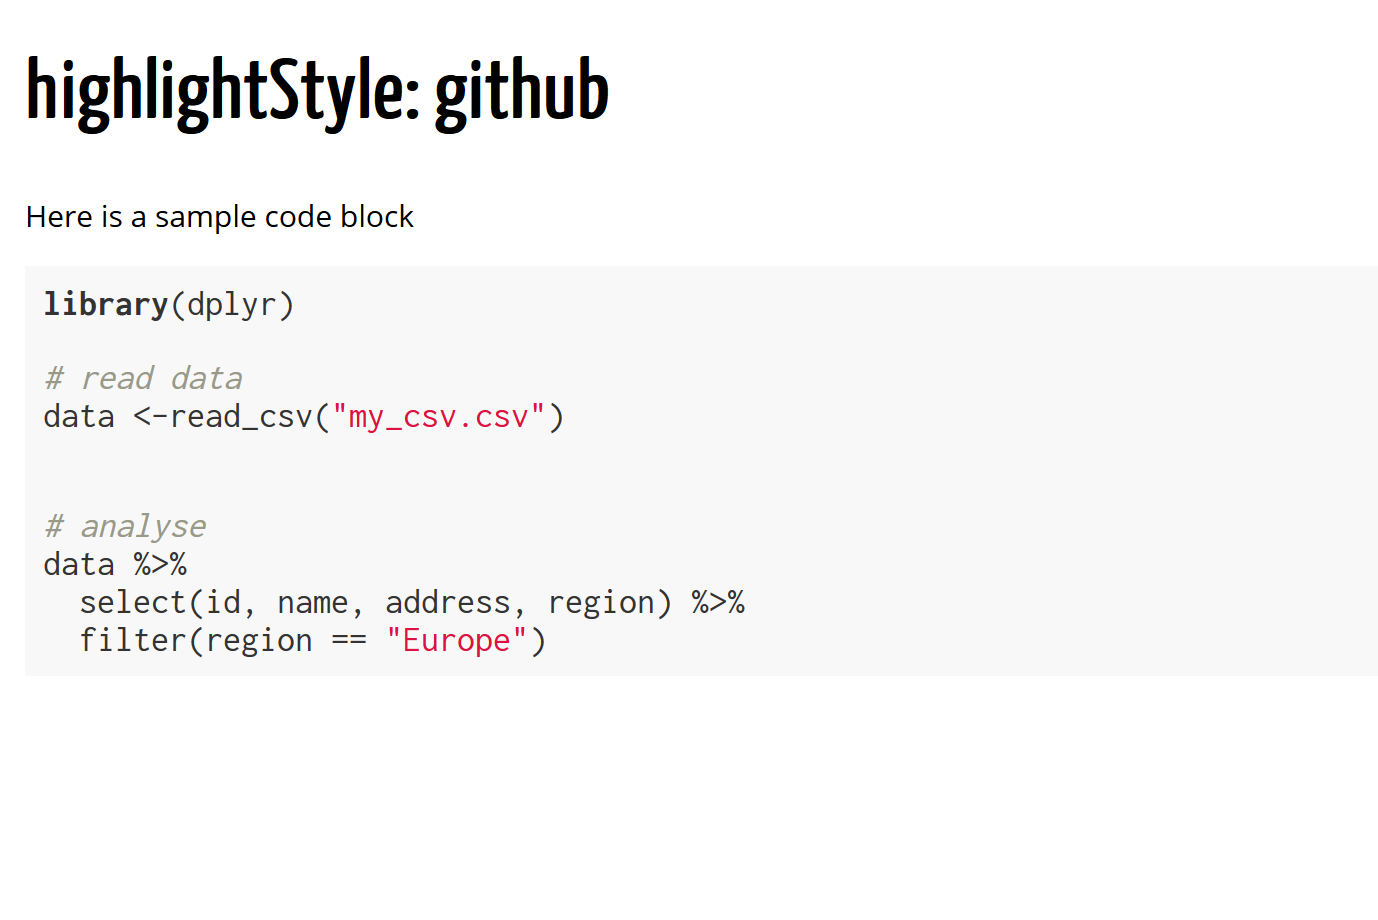 highlightStyle: github
Here is a sample code block
library(dplyr)
# read data
data <-read_csv("my_csv.csv")
# analyse
data %>%
  select(id, name, address, region) %>%
  filter(region == "Europe")